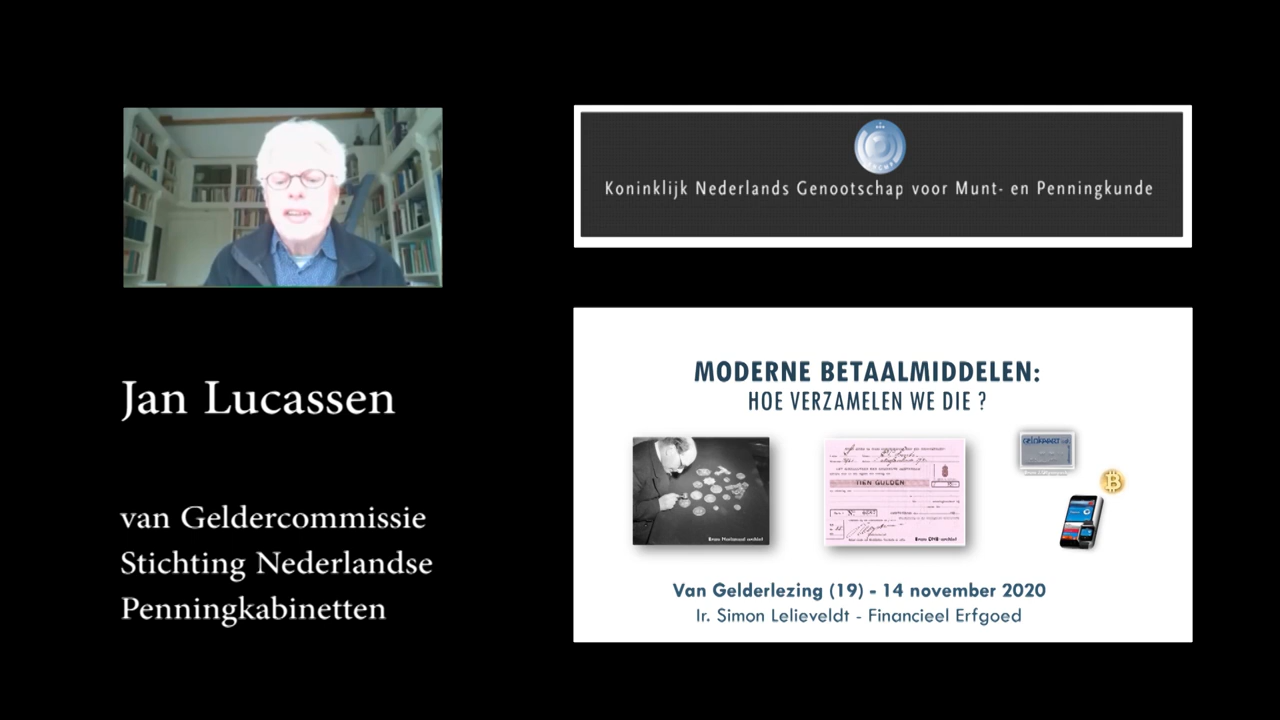 Koninklijk Nederlands Genootschap voor Munt- en Penningkunde
Jan Lucassen
van Geldercommissie
Stichting Nederlandse
Penningkabinetten
MODERNE BETAALMIDDELEN:
HOE VERZAMELEN WE DIE ?
TIEN GULDEN
Van Gelderlezing (19) - 14 november 2020
Ir. Simon Lelieveldt - Financieel Erfgoed